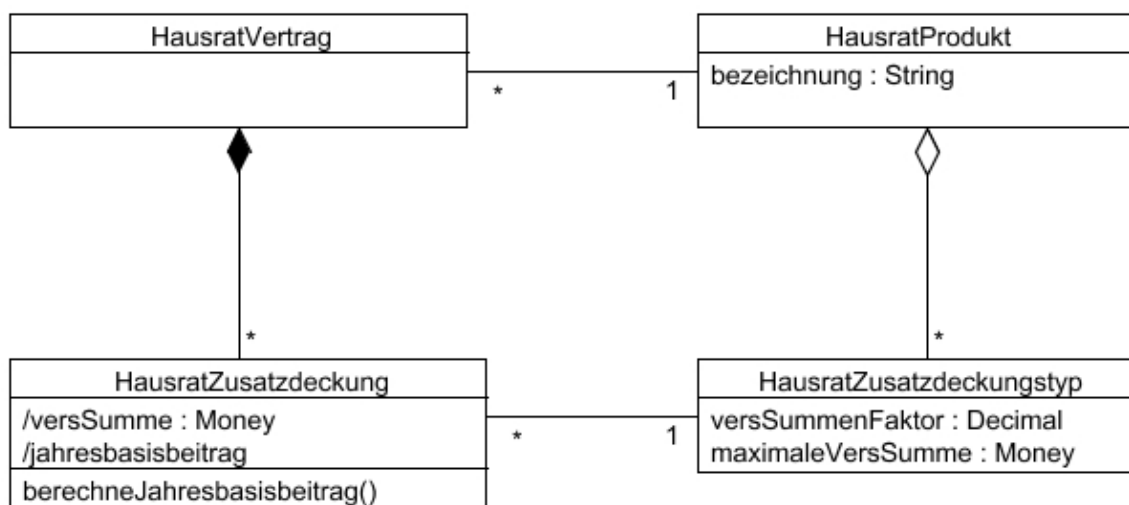 HausratVertrag
HausratProdukt
bezeichnung : String
*
1
*
*
HausratZusatzdeckung
/versSumme : Money
/jahresbasisbeitrag
berechneJahresbasisbeitrag()
*
1
HausratZusatzdeckungstyp
versSummenFaktor : Decimal
maximaleVersSumme : Money